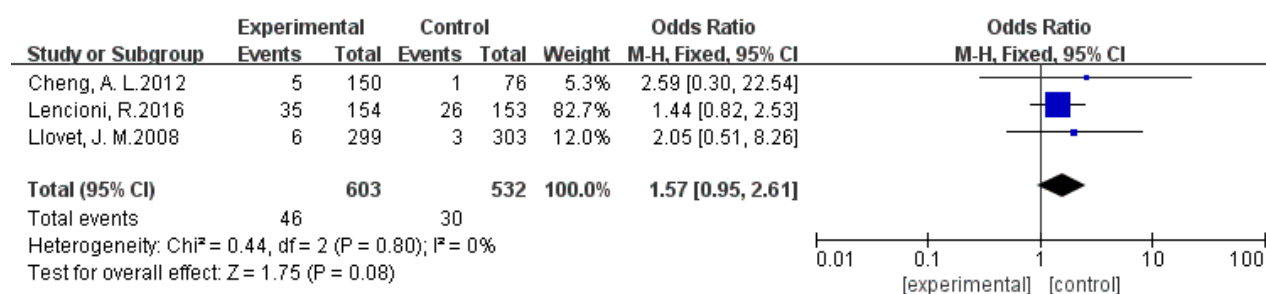 Experimental Control Odds Ratio Odds Ratio
Study or Subgroup Events Total Events Total Weight M-H, Fixed, 95% CI M-H, Fixed, 95% CI
Cheng, A. L.2012 5 150 1 76 5.3% 2.59 [0.30, 22.54]
Lencioni, R.2016 35 154 26 153 82.7% 1.44 [0.82, 2.53]
Llovet, J. M.2008 6 299 3 303 12.0% 2.05 [0.51, 8.26]
Total (95% CI) 603 532 100.0% 1.57 [0.95, 2.61]
Total events 46 30
Heterogeneity: Chi² = 0.44, df = 2 (P = 0.80); I² = 0%
Test for overall effect: Z = 1.75 (P = 0.08)
0.01 0.1 1 10 100
[experimental] [control]